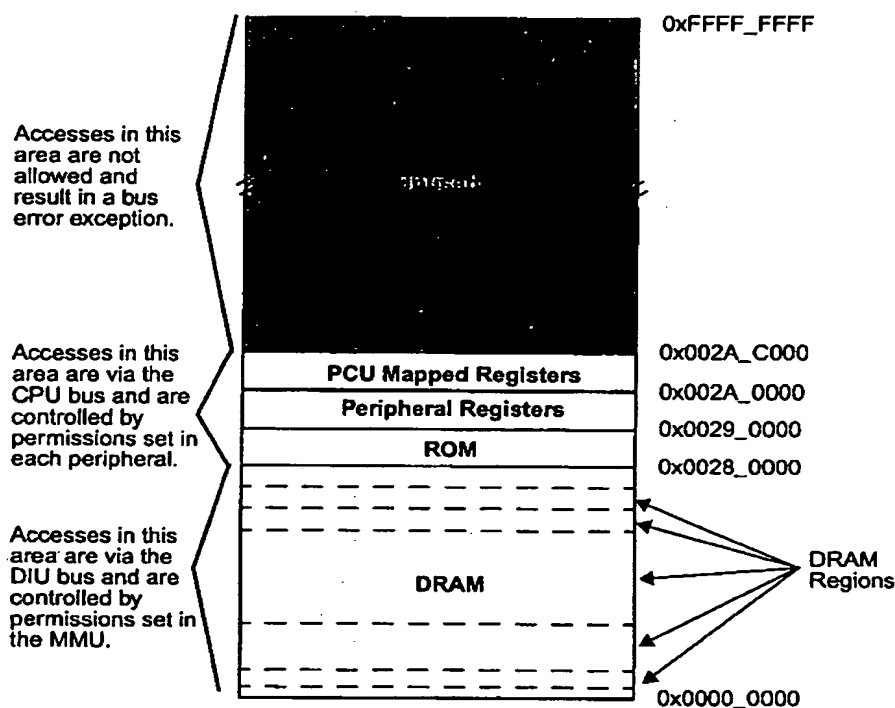 0xFFFF_FFFF
Accesses in this
area are not
allowed and
result in a bus
error exception.
Accesses in this
area are via the
CPU bus and are
controlled by
permissions set in
each peripheral.
0x002A_C000
PCU Mapped Registers
0x002A_0000
Peripheral Registers
0x0029_0000
ROM
0x0028_0000
Accesses in this
area are via the
DIU bus and are
controlled by
permissions set in
the MMU.
DRAM
DRAM
Regions
0x0000_0000